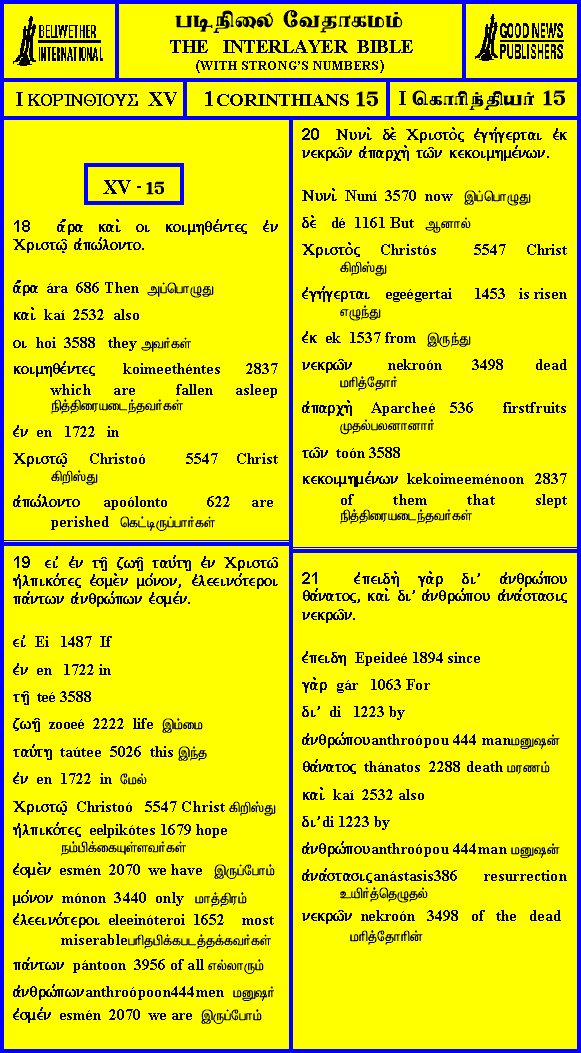 BELLWETHER
INTERNATIONAL
படிநிலை வேதாகமம்
THE INTERLAYER BIBLE
(WITH STRONG'S NUMBERS)
GOOD NEWS
PUBLISHERS
I ΚΟΡΙΝΘΙΟΥΣ XV
1 CORINTHIANS 15
I கொரிந்தியர் 15
XV - 15
18 ἄρα καὶ οι κοιμηθέντες ἐν
Χριστῷ ἀπώλοντο.
ἄρα ára 686 Then அப்பொழுது
καὶ kaí 2532 also
οι hoi 3588 they அவர்கள்
κοιμηθέντες koimeethéntes 2837
which are fallen asleep
நித்திரையடைந்தவர்கள்
ἐν en 1722 in
Χριστῷ Christoó 5547 Christ
கிறிஸ்து
ἀπώλοντο apoólonto 622 are
perished கெட்டிருப்பார்கள்
19 εἰ ἐν τῇ ζωῇ ταύτῃ ἐν Χριστῶ
ἠλπικότες ἐσμὲν μόνον, ἐλεεινότεροι
πάντων ἀνθρώπων ἐσμέν.
εἰ Ei 1487 If
ἐν en 1722 in
τῇ teé 3588
ζωῇ zooeé 2222 life இம்மை
ταύτῃ taútee 5026 this இந்த
ἐν en 1722 in மேல்
Χριστῷ Christoó 5547 Christ கிறிஸ்து
ἠλπικότες eelpikótes 1679 hope
நம்பிக்கையுள்ளவர்கள்
ἐσμὲν esmén 2070 we have இருப்போம்
μόνον mónon 3440 only மாத்திரம்
ἐλεεινότεροι eleeinóteroi 1652 most
miserable பரிதபிக்கபடத்தக்கவர்கள்
πάντων pántoon 3956 of all எல்லாரும்
ἀνθρώπων anthroópoon 444 men மனுஷர்
ἐσμέν esmén 2070 we are இருப்போம்
20 Νυνὶ δὲ Χριστὸς ἐγήγερται ἐκ
νεκρῶν ἀπαρχὴ τῶν κεκοιμημένων.
Νυνὶ Nuní 3570 now இப்பொழுது
δὲ dé 1161 But ஆனால்
Χριστὸς Christós 5547 Christ
கிறிஸ்து
ἐγήγερται egeégertai 1453 is risen
எழுந்து
ἐκ ek 1537 from இருந்து
νεκρῶν nekroón 3498 dead
மரித்தோர்
ἀπαρχὴ Aparcheé 536 firstfruits
முதல்பலனானார்
τῶν toón 3588
κεκοιμημένων kekoimeeménoon 2837
of them that slept
நித்திரையடைந்தவர்கள்
21 ἐπειδὴ γὰρ δι' ἀνθρώπου
θάνατος, καὶ δι' ἀνθρώπου ἀνάστασις
νεκρῶν.
ἐπειδη Epeideé 1894 since
γὰρ gár 1063 For
δι' di 1223 by
ἀνθρώπου anthroópou 444 man மனுஷன்
θάνατος thánatos 2288 death மரணம்
καὶ kaí 2532 also
δι' di 1223 by
ἀνθρώπου anthroópou 444 man மனுஷன்
ἀνάστασις anástasis 386 resurrection
உயிர்த்தெழுதல்
νεκρῶν nekroón 3498 of the dead
மரித்தோரின்